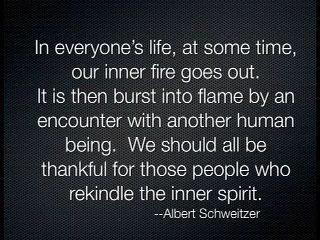 In everyone's life, at some time,
our inner fire goes out.
It is then burst into flame by an
encounter with another human
being.  We should all be
thankful for those people who
rekindle the inner spirit.
--Albert Schweitzer